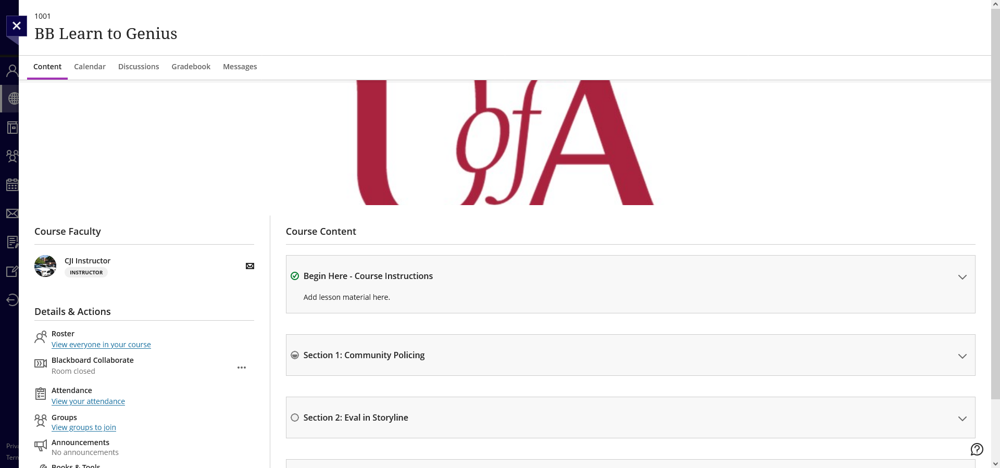 1001
BB Learn to Genius
Content Calendar Discussions Gradebook Messages
U of A
Course Faculty
CJI Instructor
INSTRUCTOR
Details & Actions
Roster
View everyone in your course
Blackboard Collaborate
Room closed
Attendance
View your attendance
Groups
View groups to join
Announcements
No announcements
Books & Tools
Course Content
Begin Here - Course Instructions
Add lesson material here.
Section 1: Community Policing
Section 2: Eval in Storyline
Priva
Term